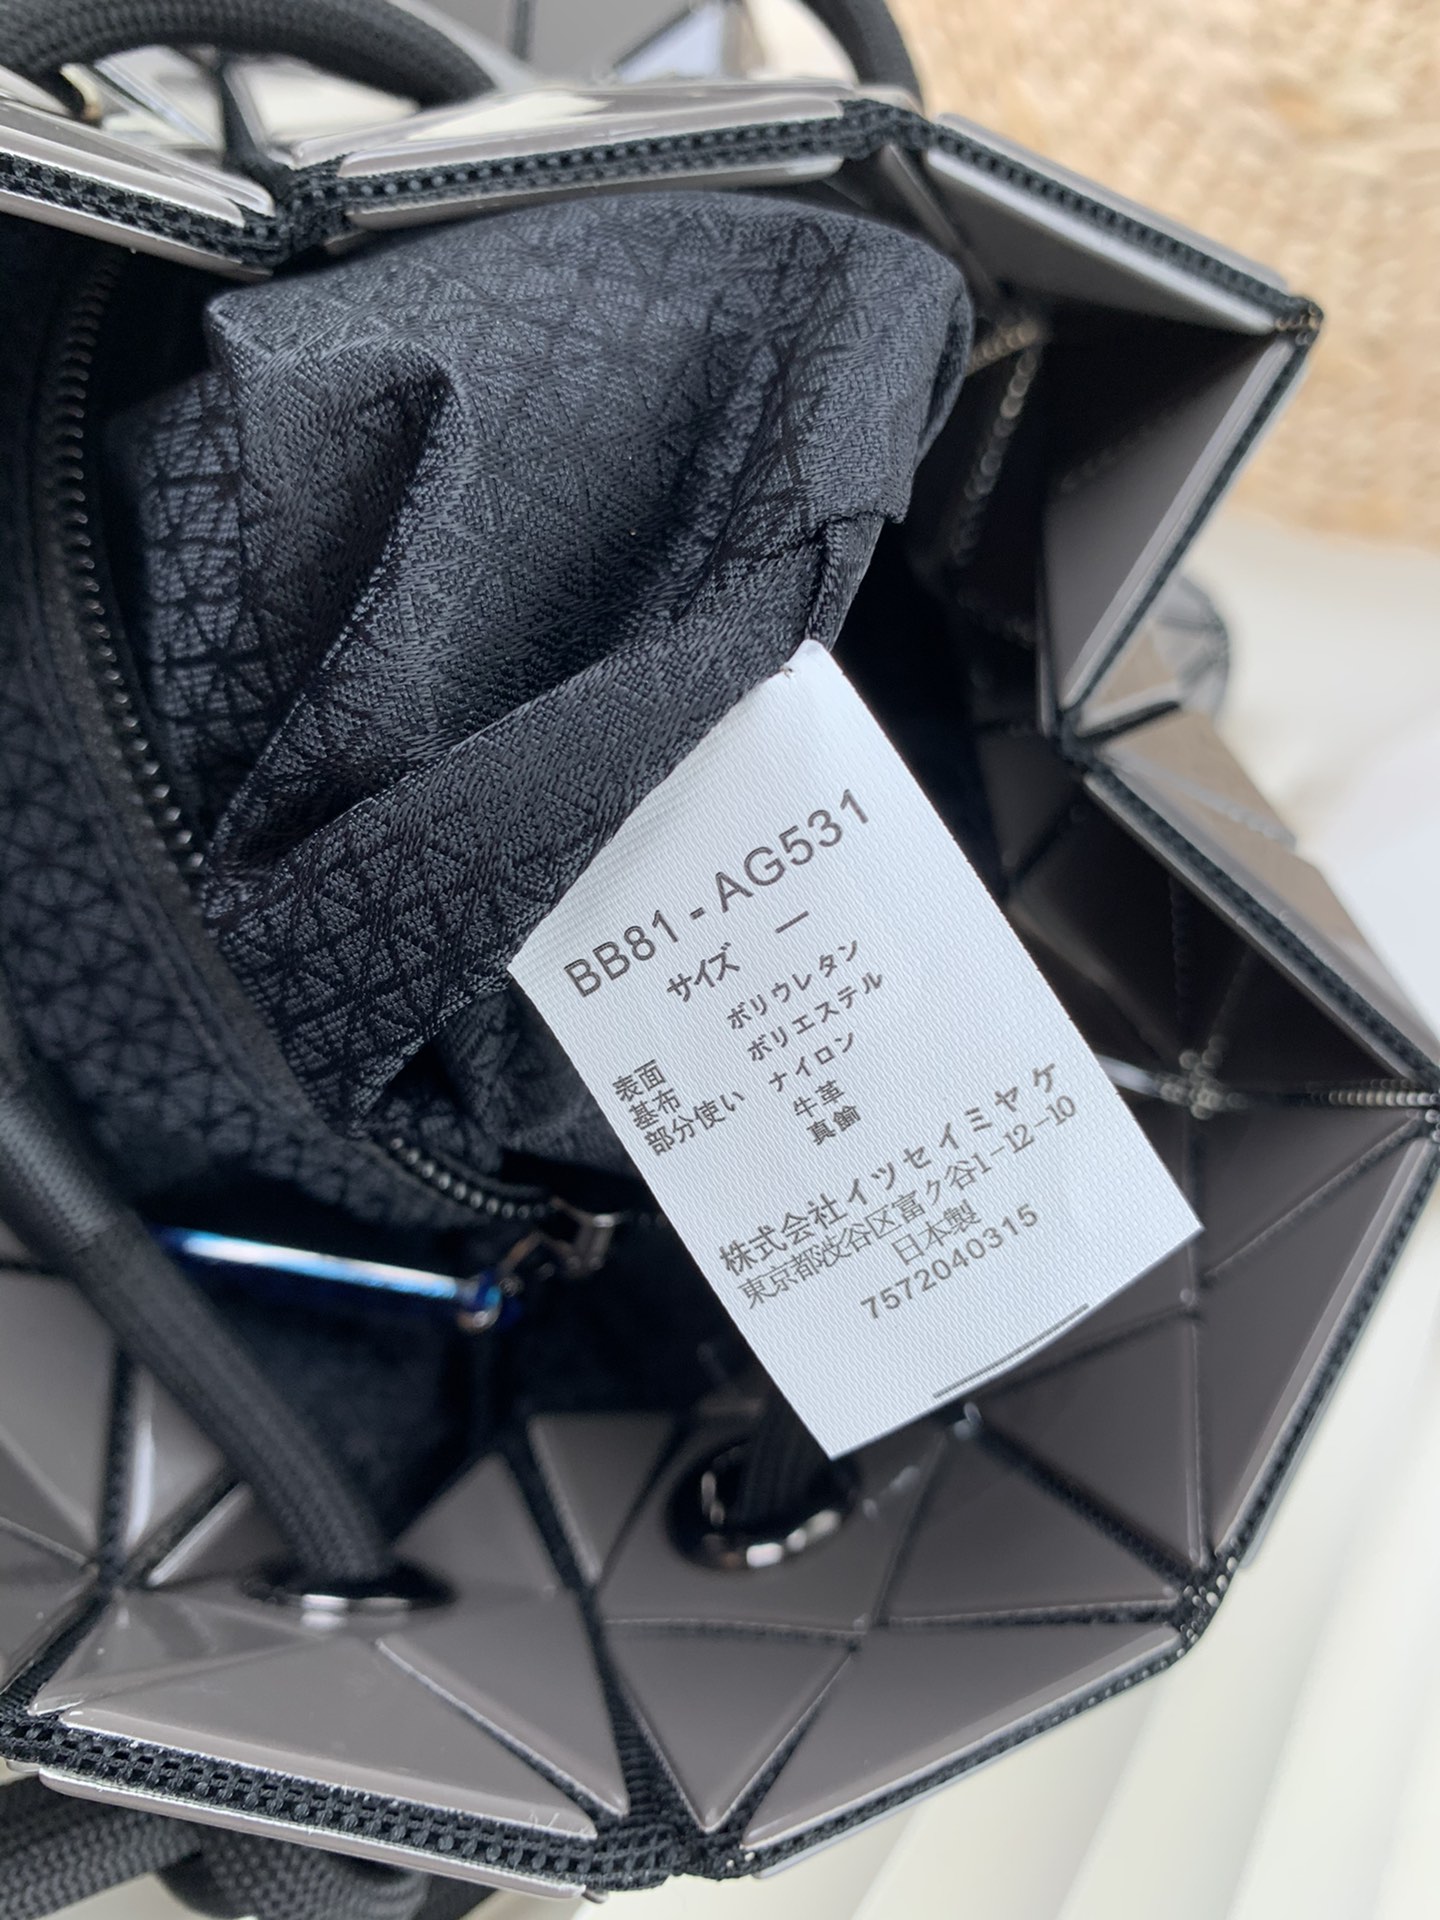 BB81-AG531
サイズ ー
表面 ポリウレタン
基布 ポリエステル
部分使い ナイロン
牛革
真鍮
株式会社イッセイミヤケ
東京都渋谷区富ケ谷1-12-10
日本製
7572040315